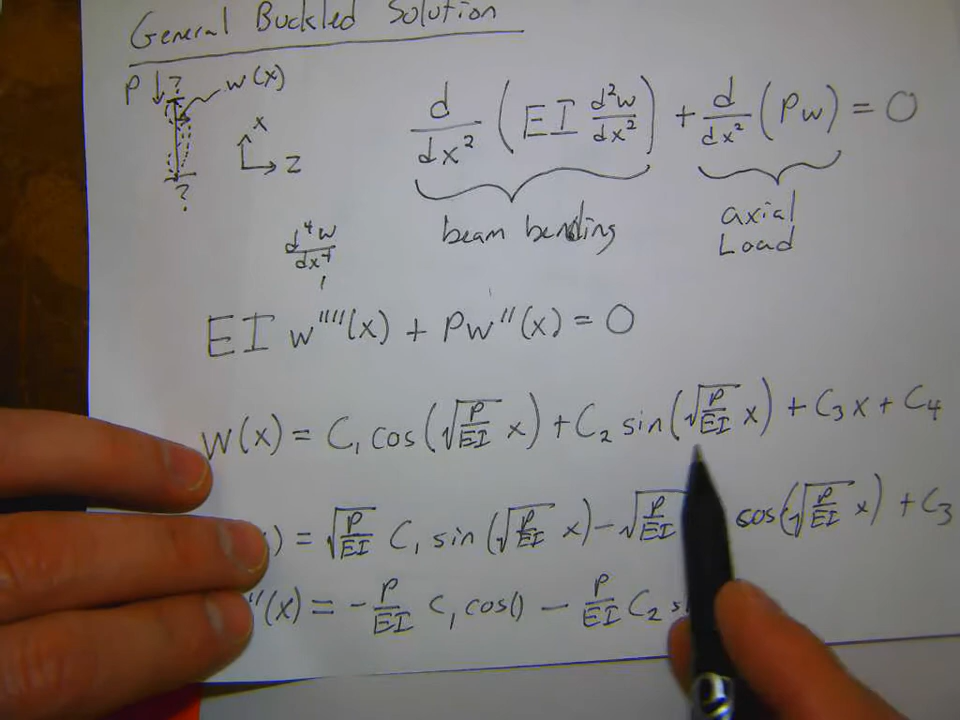 General Buckled Solution
P ↓ ? w(x)
x
z
?
d/dx² (EI d²w/dx²) + d/dx² (Pw) = 0
beam bending
axial Load
d⁴w/dx⁴
EI w''''(x) + Pw''(x) = 0
w(x) = C₁ cos(√(P/EI) x) + C₂ sin(√(P/EI) x) + C₃ x + C₄
) = √(P/EI) C₁ sin(√(P/EI) x) - √(P/EI) cos(√(P/EI) x) + C₃
''(x) = - P/EI C₁ cos() - P/EI C₂ s